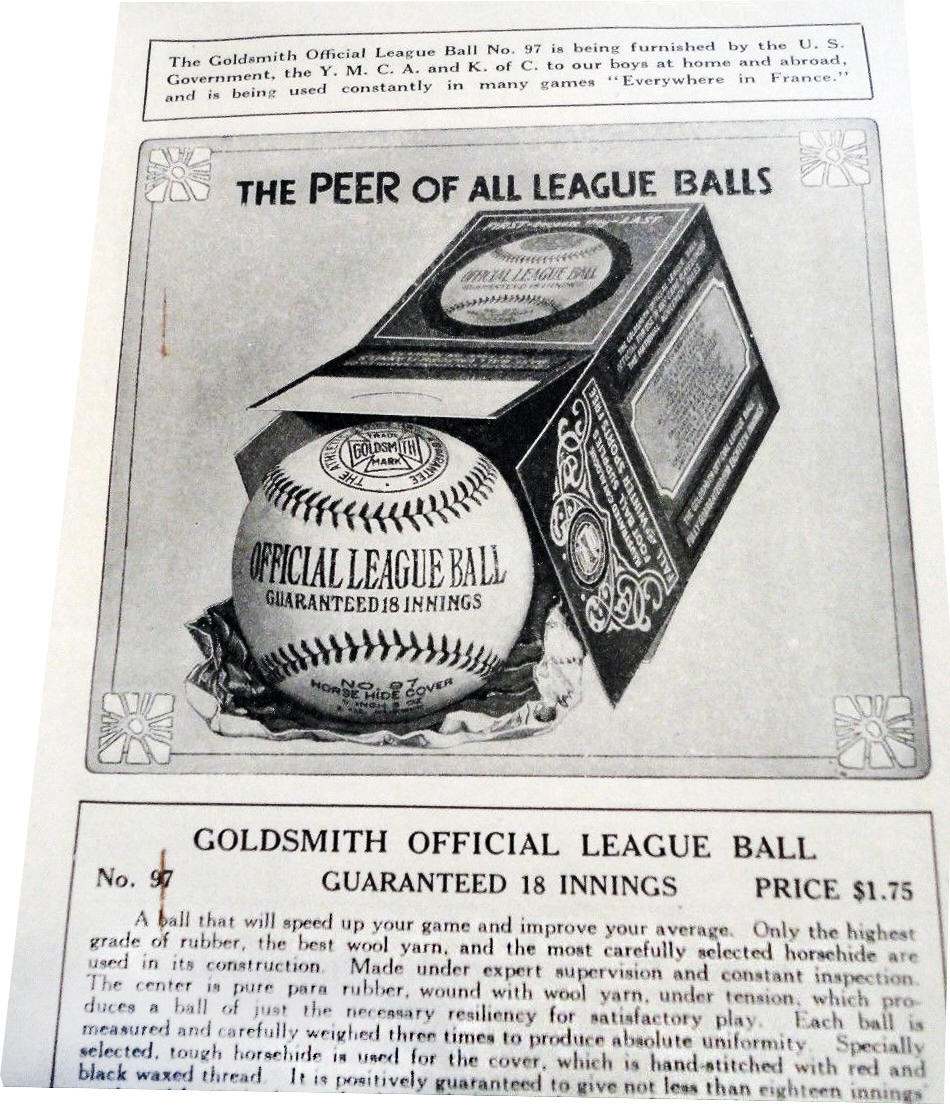 The Goldsmith Official League Ball No. 97 is being furnished by the U. S.
Government, the Y. M. C. A. and K. of C. to our boys at home and abroad,
and is being used constantly in many games "Everywhere in France."
THE PEER OF ALL LEAGUE BALLS
OFFICIAL LEAGUE BALL
GUARANTEED 18 INNINGS
TRADE
GOLDSMITH
MARK
GUARANTEE
OFFICIAL LEAGUE BALL
GUARANTEED 18 INNINGS
No. 97
HORSE HIDE COVER
GOLDSMITH OFFICIAL LEAGUE BALL
No. 97 GUARANTEED 18 INNINGS PRICE $1.75
A ball that will speed up your game and improve your average. Only the highest
grade of rubber, the best wool yarn, and the most carefully selected horsehide are
used in its construction. Made under expert supervision and constant inspection.
The center is pure para rubber, wound with wool yarn, under tension, which pro-
duces a ball of just the necessary resiliency for satisfactory play. Each ball is
measured and carefully weighed three times to produce absolute uniformity. Specially
selected, tough horsehide is used for the cover, which is hand-stitched with red and
black waxed thread. It is positively guaranteed to give not less than eighteen innings